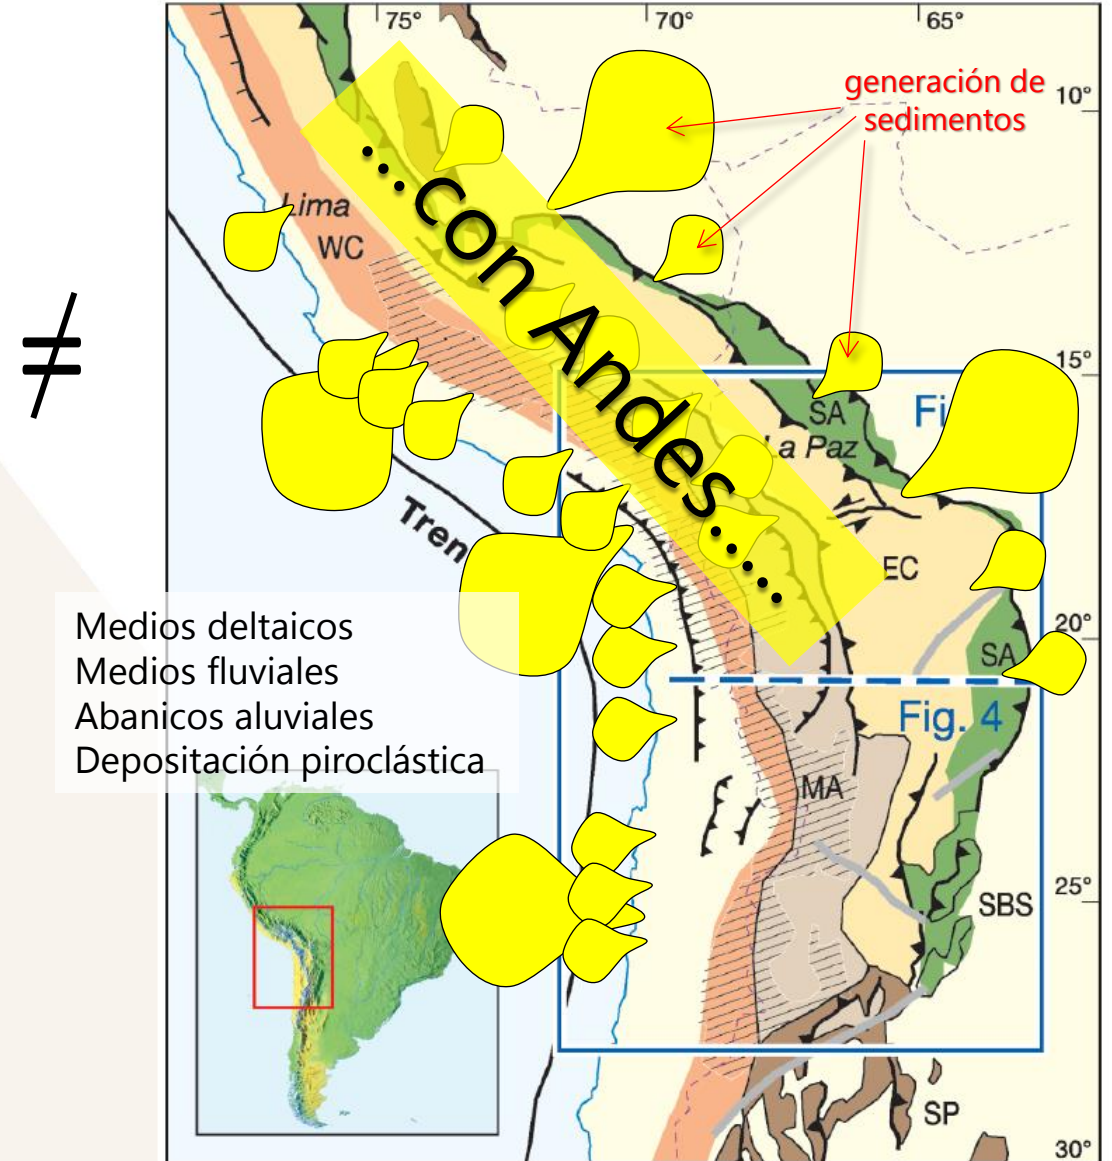 75°
70°
65°
generación de
sedimentos
10°
Lima
WC
...con Andes......
≠
15°
SA
Fi
La Paz
Tren
EC
Medios deltaicos
Medios fluviales
Abanicos aluviales
Depositación piroclástica
20°
SA
Fig. 4
MA
25°
SBS
SP
30°